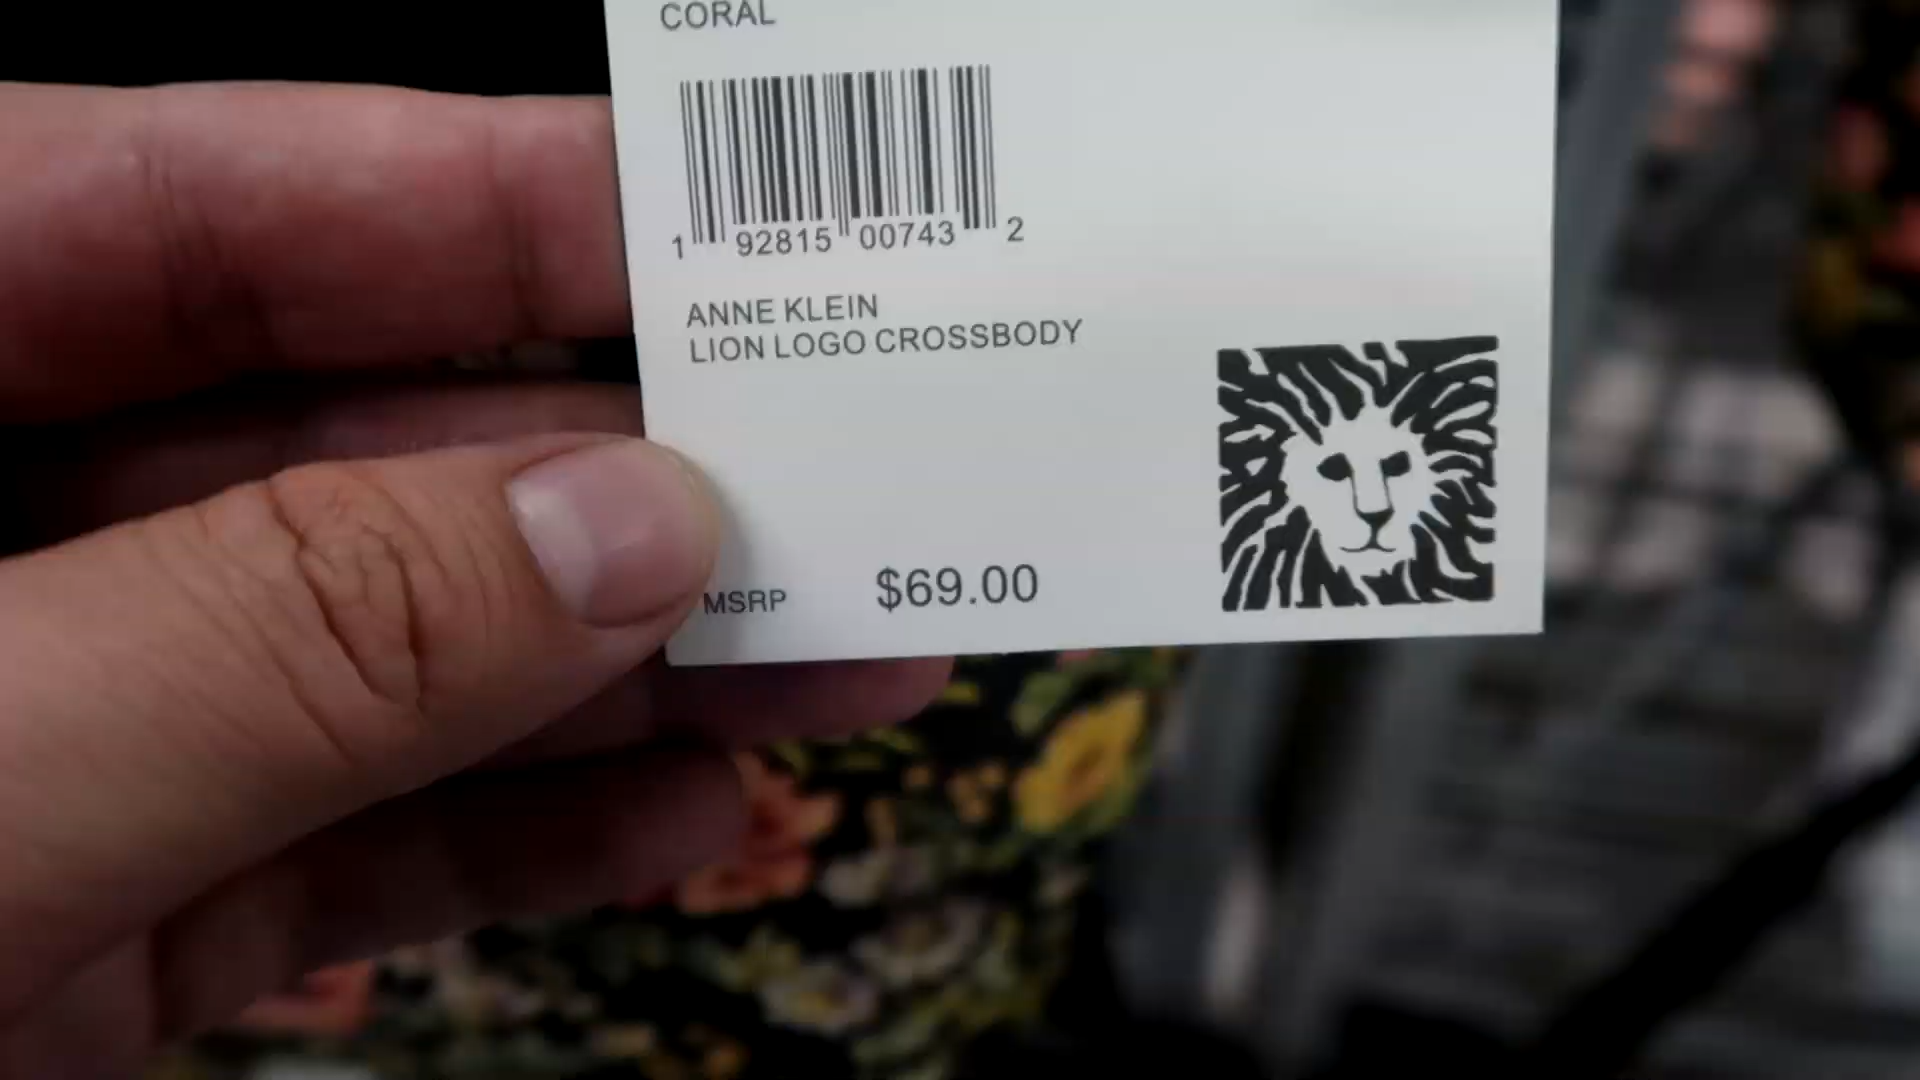 CORAL
1 92815 00743 2
ANNE KLEIN
LION LOGO CROSSBODY
MSRP $69.00